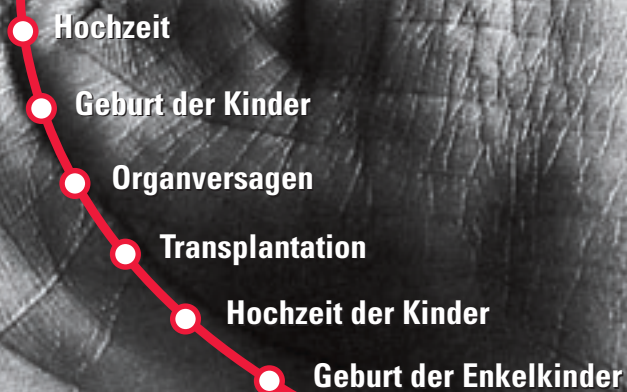 Hochzeit
Geburt der Kinder
Organversagen
Transplantation
Hochzeit der Kinder
Geburt der Enkelkinder